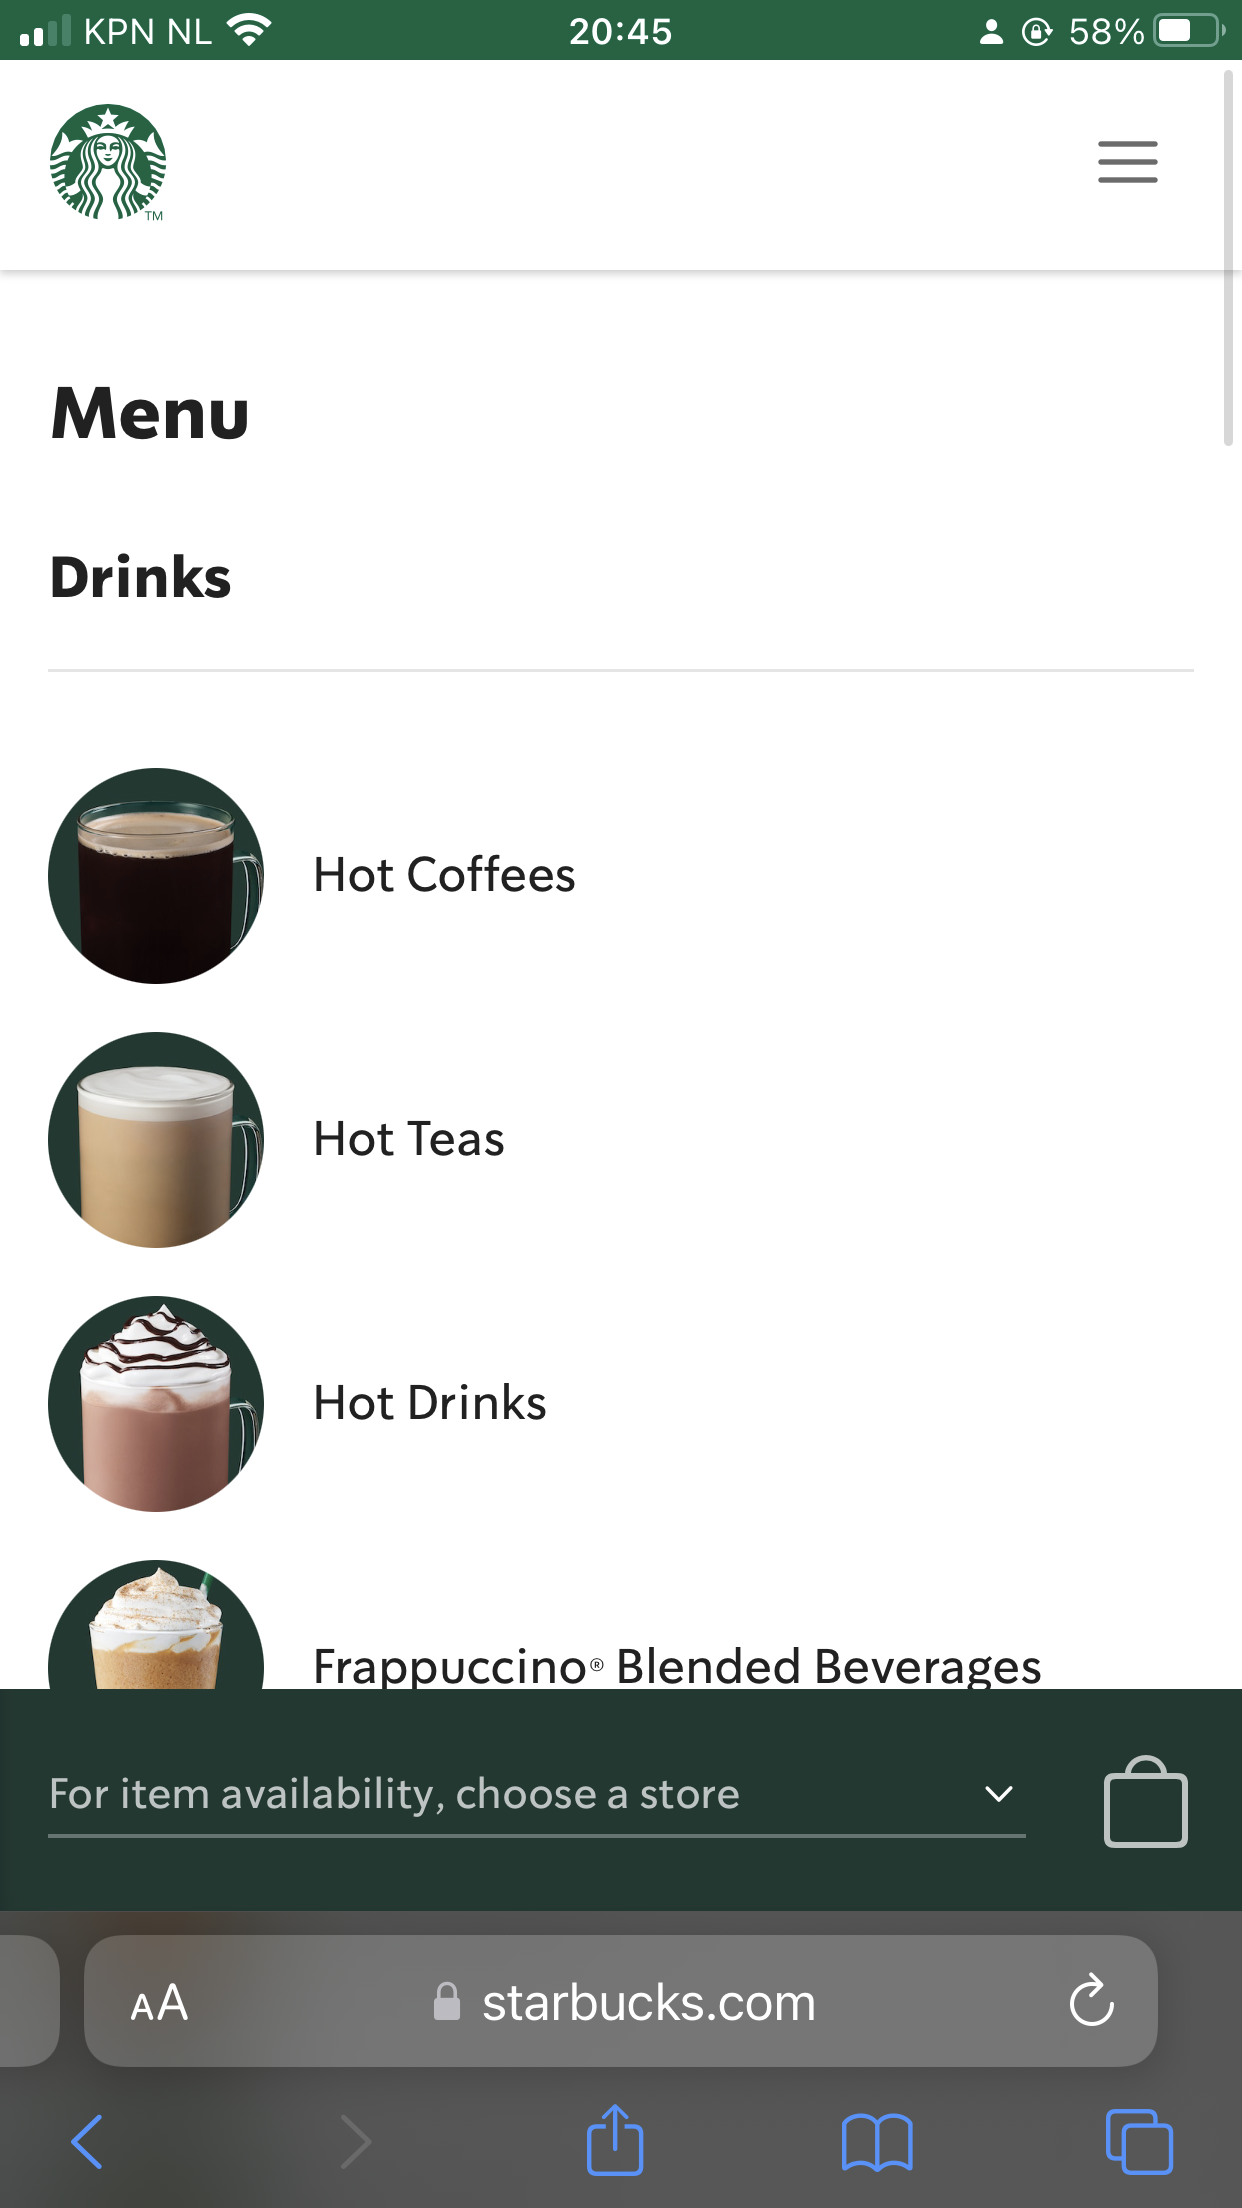 KPN NL 20:45 58%
TM
Menu
Drinks
Hot Coffees
Hot Teas
Hot Drinks
Frappuccino® Blended Beverages
For item availability, choose a store
AA starbucks.com